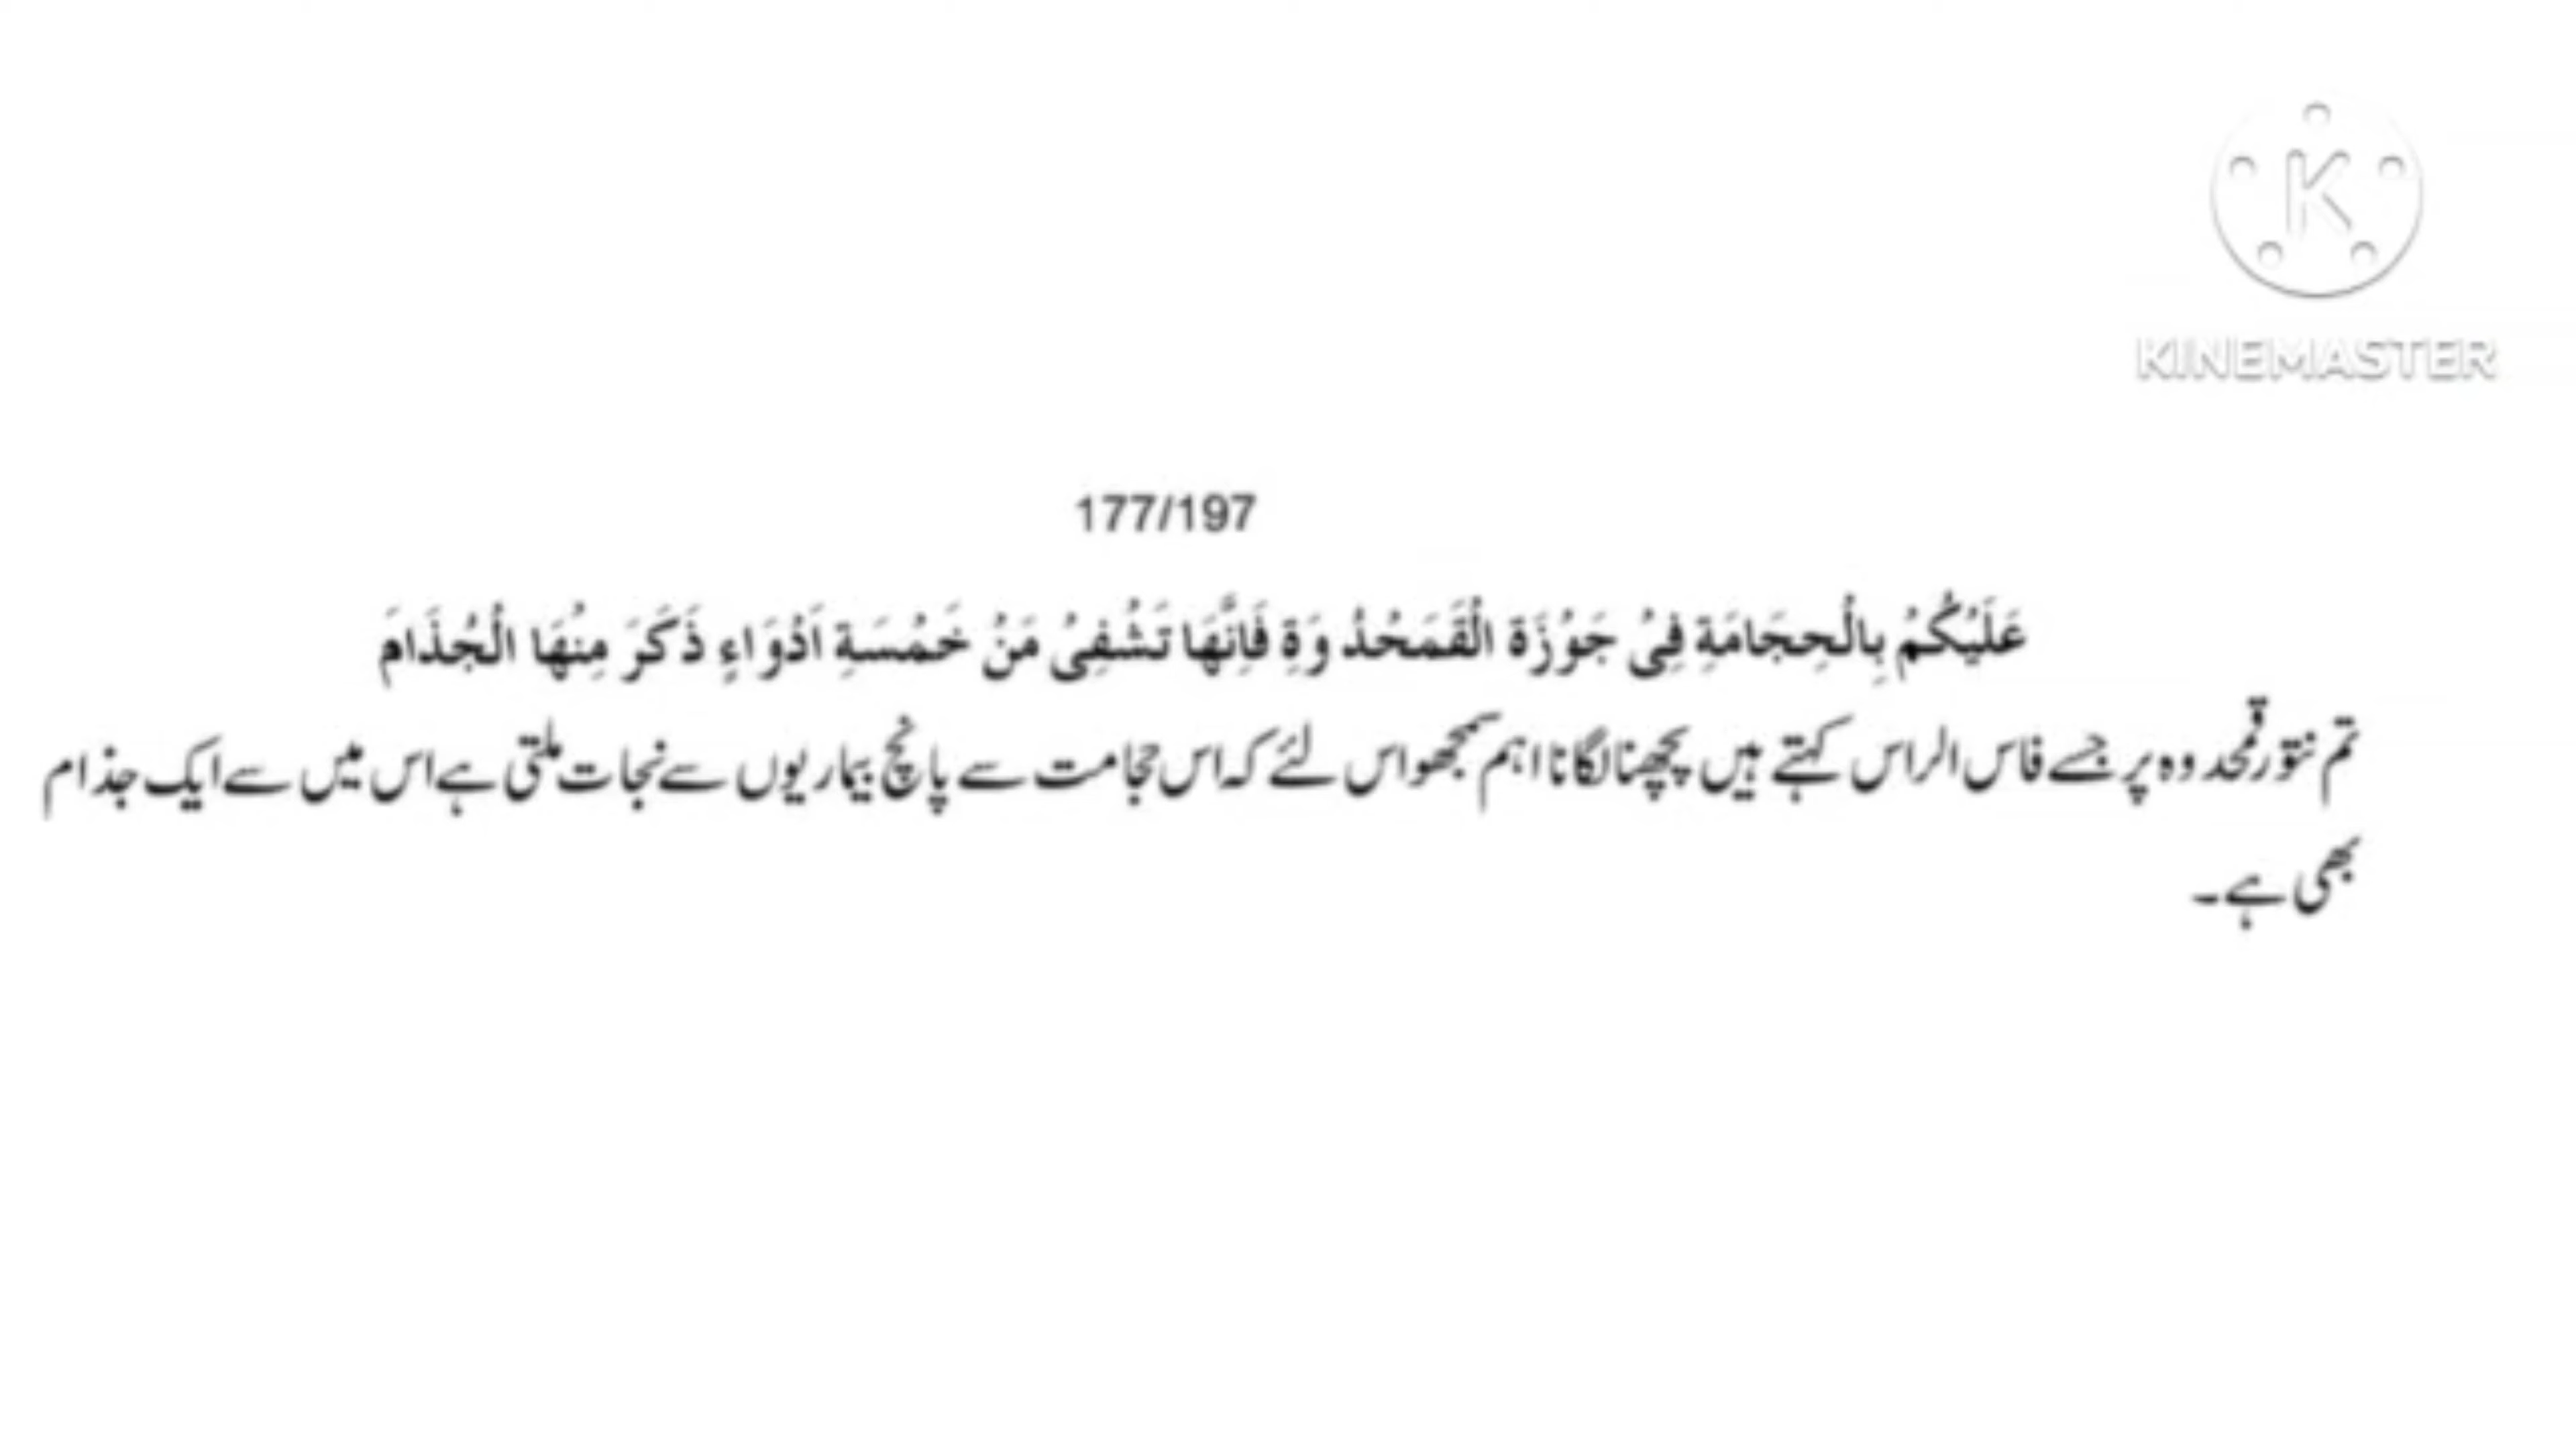 KINEMASTER
177/197
عَلَيْكُمْ بِالْحِجَامَةِ فِيْ جَوْزَةَ الْقَمَحْدُ وَةِ فَاِنَّهَا تَشْفِيْ مَنْ خَمْسَةِ اَدْوَاءٍ ذَكَرَ مِنْهَا الْجُذَامَ
تم نتوءِ قمحدوہ پر جسے فاس الراس کہتے ہیں پچھنا لگانا اہم سمجھو اس لئے کہ اس حجامت سے پانچ بیماریوں سے نجات ملتی ہے اس میں سے ایک جذام
بھی ہے۔